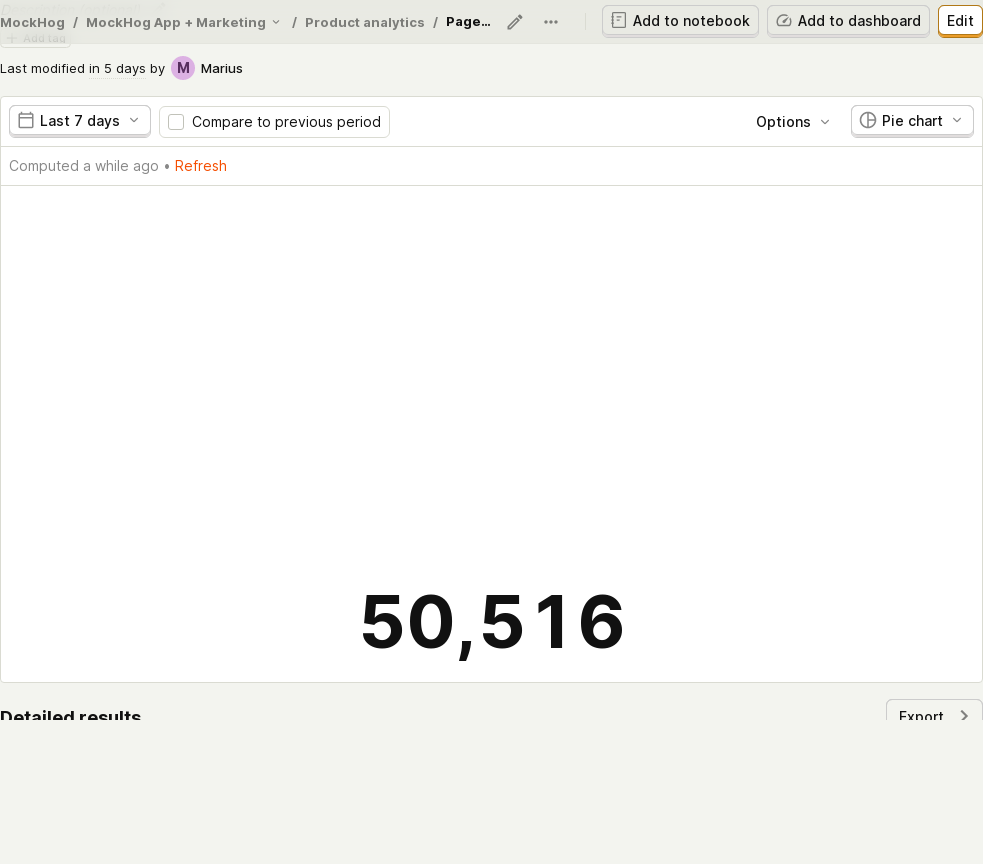 MockHog / MockHog App + Marketing / Product analytics / Page... Add to notebook Add to dashboard Edit
Add tag
Last modified in 5 days by M Marius
Last 7 days Compare to previous period Options Pie chart
Computed a while ago • Refresh
50,516
Detailed results Export